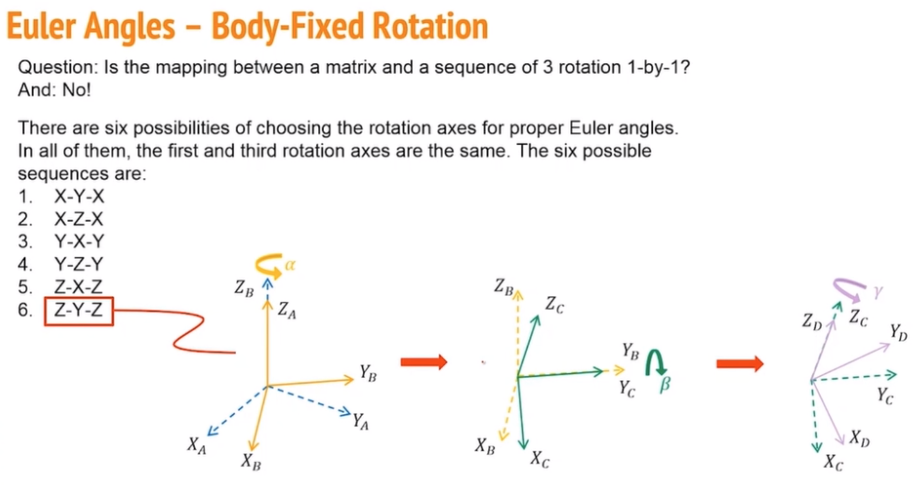 Euler Angles – Body-Fixed Rotation
Question: Is the mapping between a matrix and a sequence of 3 rotation 1-by-1?
And: No!
There are six possibilities of choosing the rotation axes for proper Euler angles.
In all of them, the first and third rotation axes are the same. The six possible
sequences are:
1. X-Y-X
2. X-Z-X
3. Y-X-Y
4. Y-Z-Y
5. Z-X-Z
6. Z-Y-Z
α
Z_B
Z_A
Y_B
Y_A
X_A
X_B
Z_B
Z_C
Y_B
Y_C
β
X_B
X_C
γ
Z_D
Z_C
Y_D
Y_C
X_D
X_C